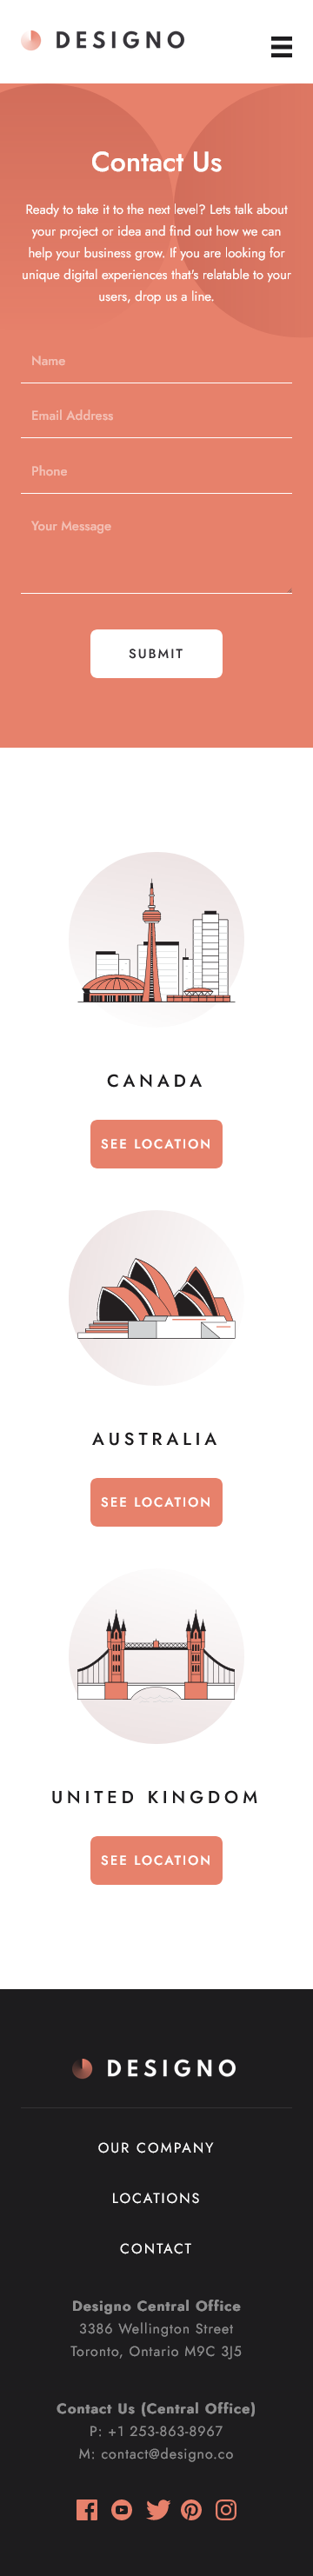 DESIGNO
Contact Us
Ready to take it to the next level? Lets talk about
your project or idea and find out how we can
help your business grow. If you are looking for
unique digital experiences that's relatable to your
users, drop us a line.
Name
Email Address
Phone
Your Message
SUBMIT
CANADA
SEE LOCATION
AUSTRALIA
SEE LOCATION
UNITED KINGDOM
SEE LOCATION
DESIGNO
OUR COMPANY
LOCATIONS
CONTACT
Designo Central Office
3386 Wellington Street
Toronto, Ontario M9C 3J5
Contact Us (Central Office)
P: +1 253-863-8967
M: contact@designo.co